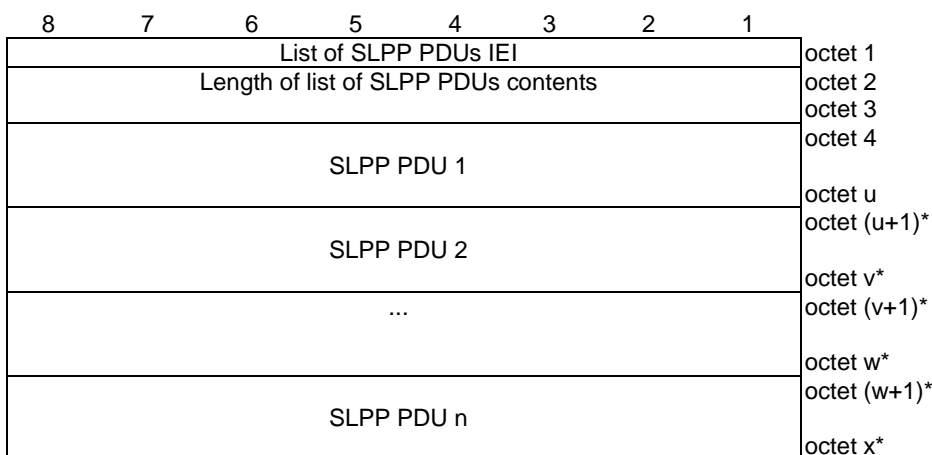 8 7 6 5 4 3 2 1
List of SLPP PDUs IEI octet 1
Length of list of SLPP PDUs contents octet 2
octet 3
octet 4
SLPP PDU 1
octet u
octet (u+1)*
SLPP PDU 2
octet v*
... octet (v+1)*
octet w*
octet (w+1)*
SLPP PDU n
octet x*